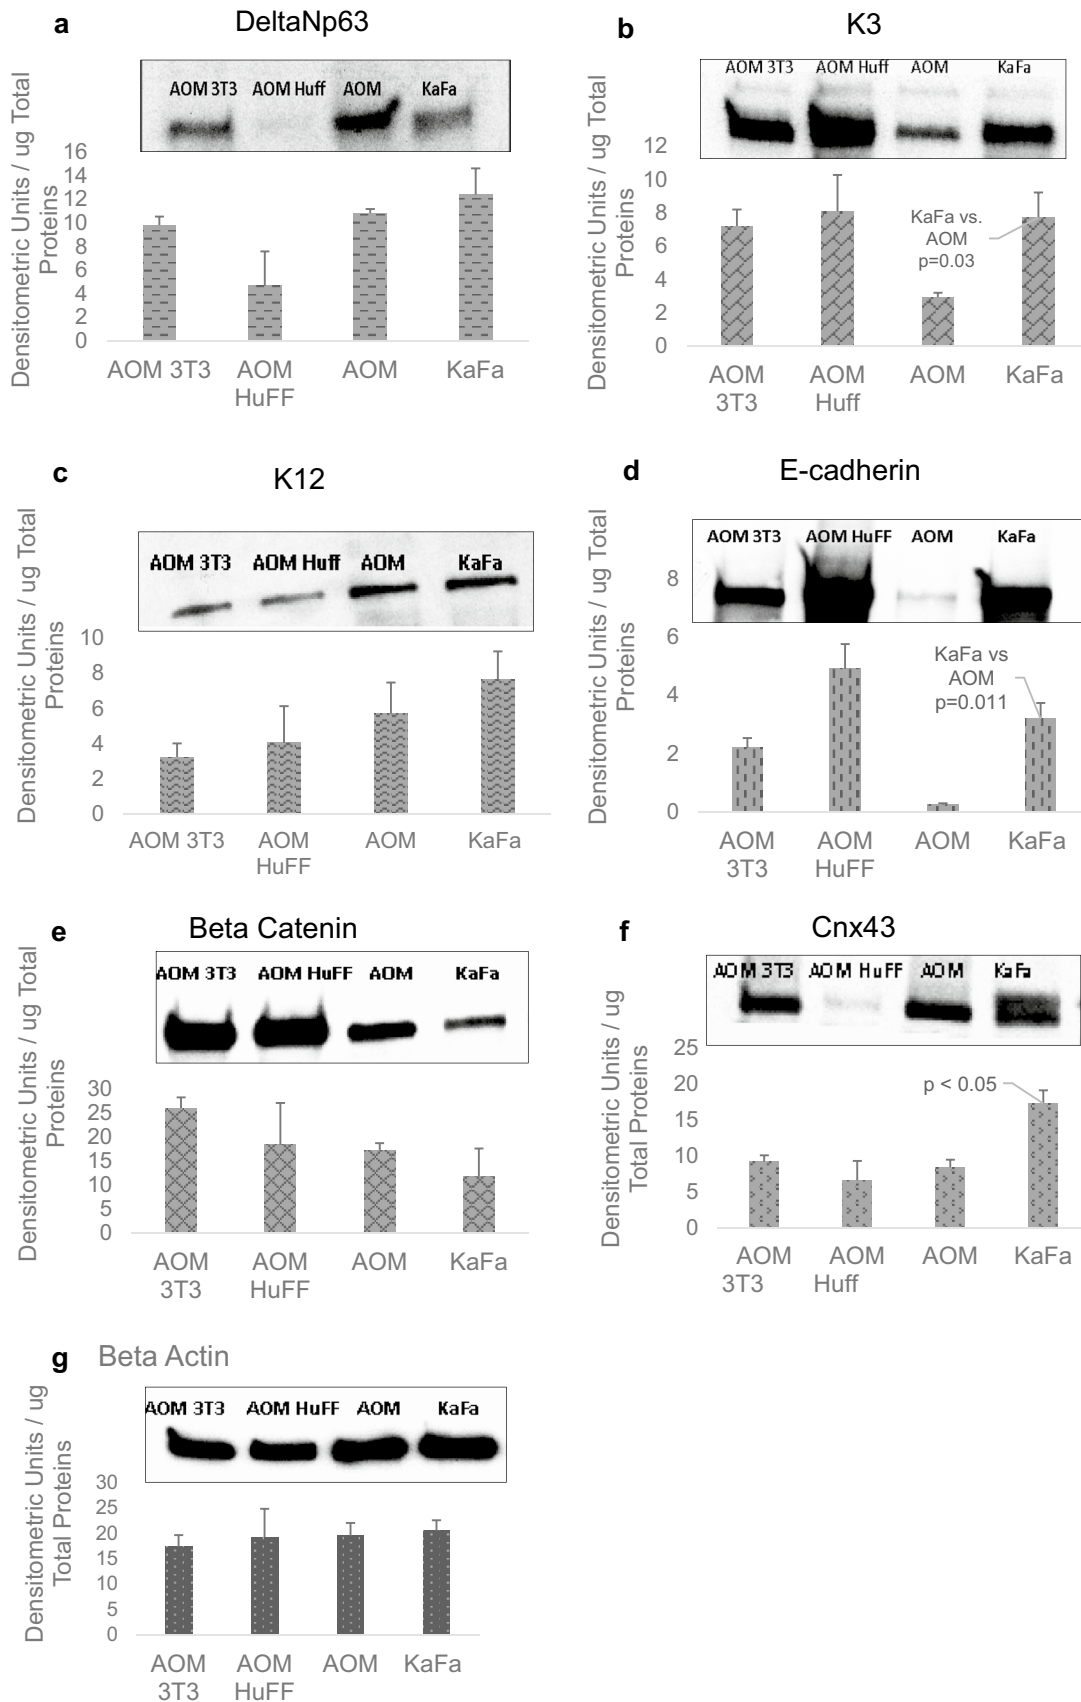 a
DeltaNp63
AOM 3T3 AOM Huff AOM KaFa
Densitometric Units / ug Total
Proteins
16
14
12
10
8
6
4
2
0
AOM 3T3 AOM AOM KaFa
HuFF
b
K3
AOM 3T3 AOM Huff AOM KaFa
Densitometric Units / ug Total
Proteins
12
10
8
6
4
2
0
KaFa vs.
AOM
p=0.03
AOM AOM AOM KaFa
3T3 Huff
c
K12
AOM 3T3 AOM Huff AOM KaFa
Densitometric Units / ug Total
Proteins
10
8
6
4
2
0
AOM 3T3 AOM AOM KaFa
HuFF
d
E-cadherin
AOM 3T3 AOM HuFF AOM KaFa
Densitometric Units / ug Total
Proteins
8
6
4
2
0
KaFa vs
AOM
p=0.011
AOM AOM AOM KaFa
3T3 HuFF
e
Beta Catenin
AOM 3T3 AOM HuFF AOM KaFa
Densitometric Units / ug Total
Proteins
30
25
20
15
10
5
0
AOM AOM AOM KaFa
3T3 HuFF
f
Cnx43
AOM 3T3 AOM HuFF AOM KaFa
Densitometric Units / ug
Total Proteins
25
20
15
10
5
0
p < 0.05
AOM AOM AOM KaFa
3T3 Huff
g
Beta Actin
AOM 3T3 AOM HuFF AOM KaFa
Densitometric Units / ug
Total Proteins
30
25
20
15
10
5
0
AOM AOM AOM KaFa
3T3 HuFF